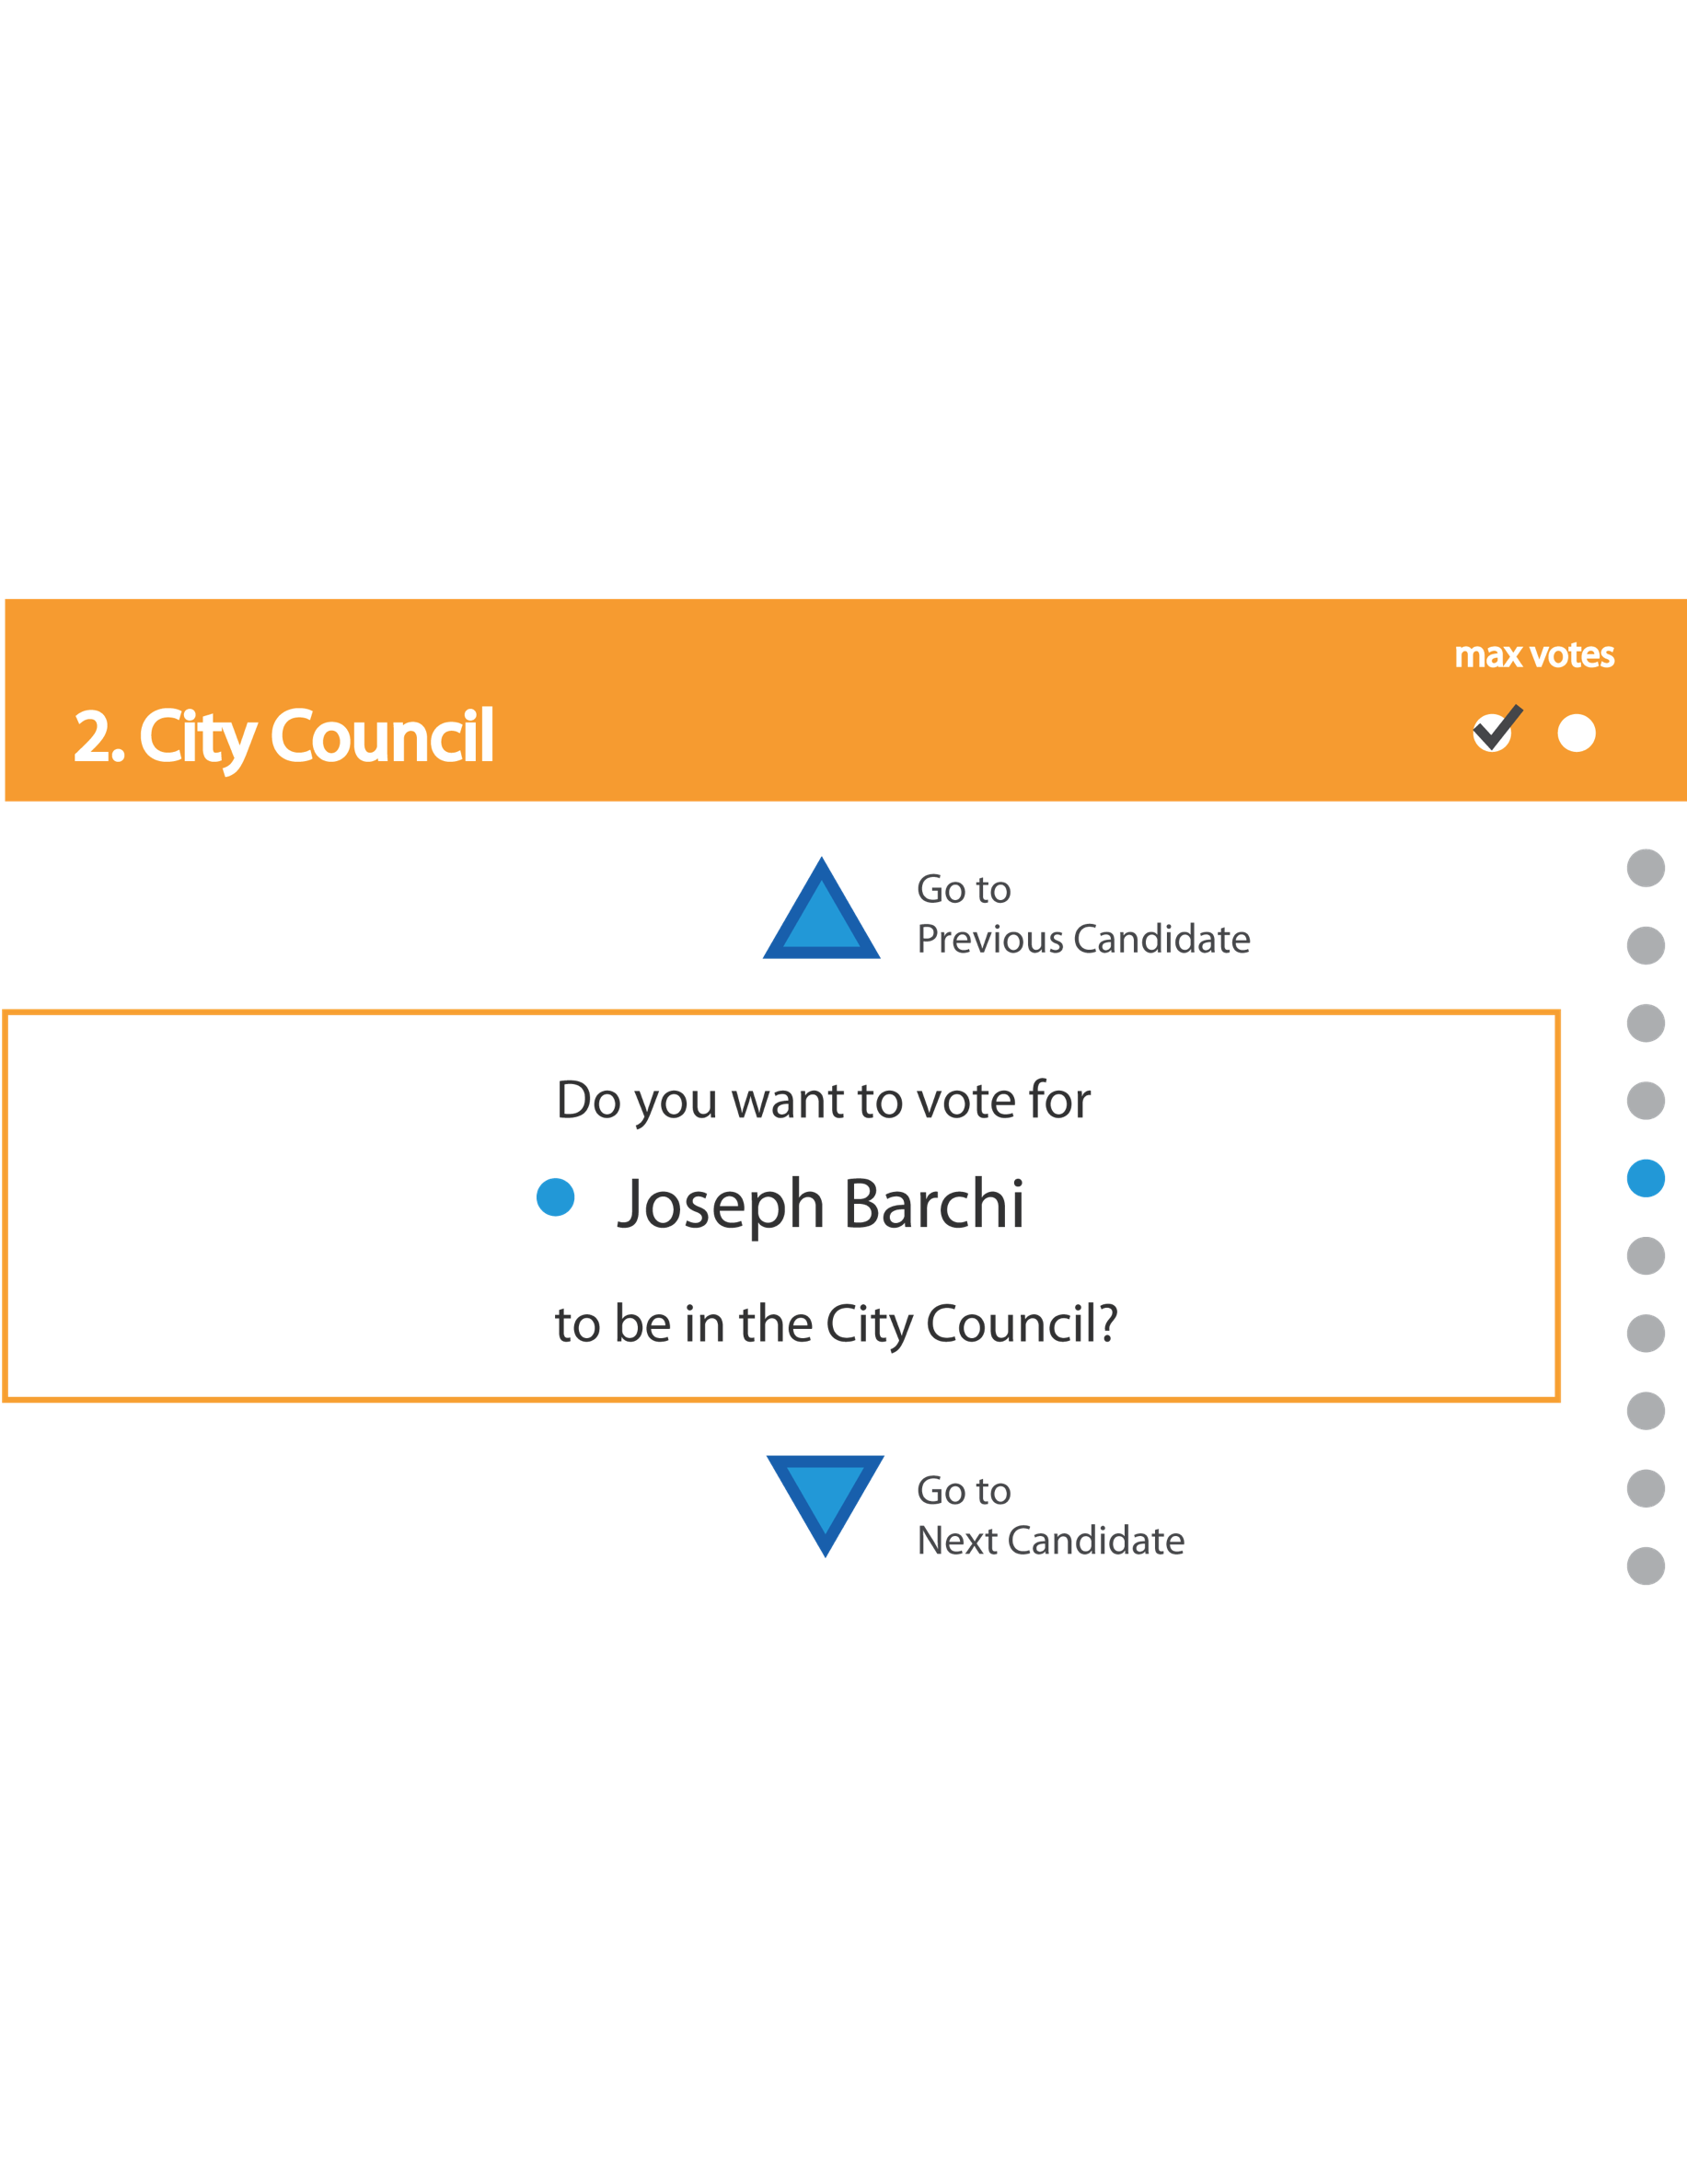 max votes
2. City Council
Go to
Previous Candidate
Do you want to vote for
Joseph Barchi
to be in the City Council?
Go to
Next Candidate